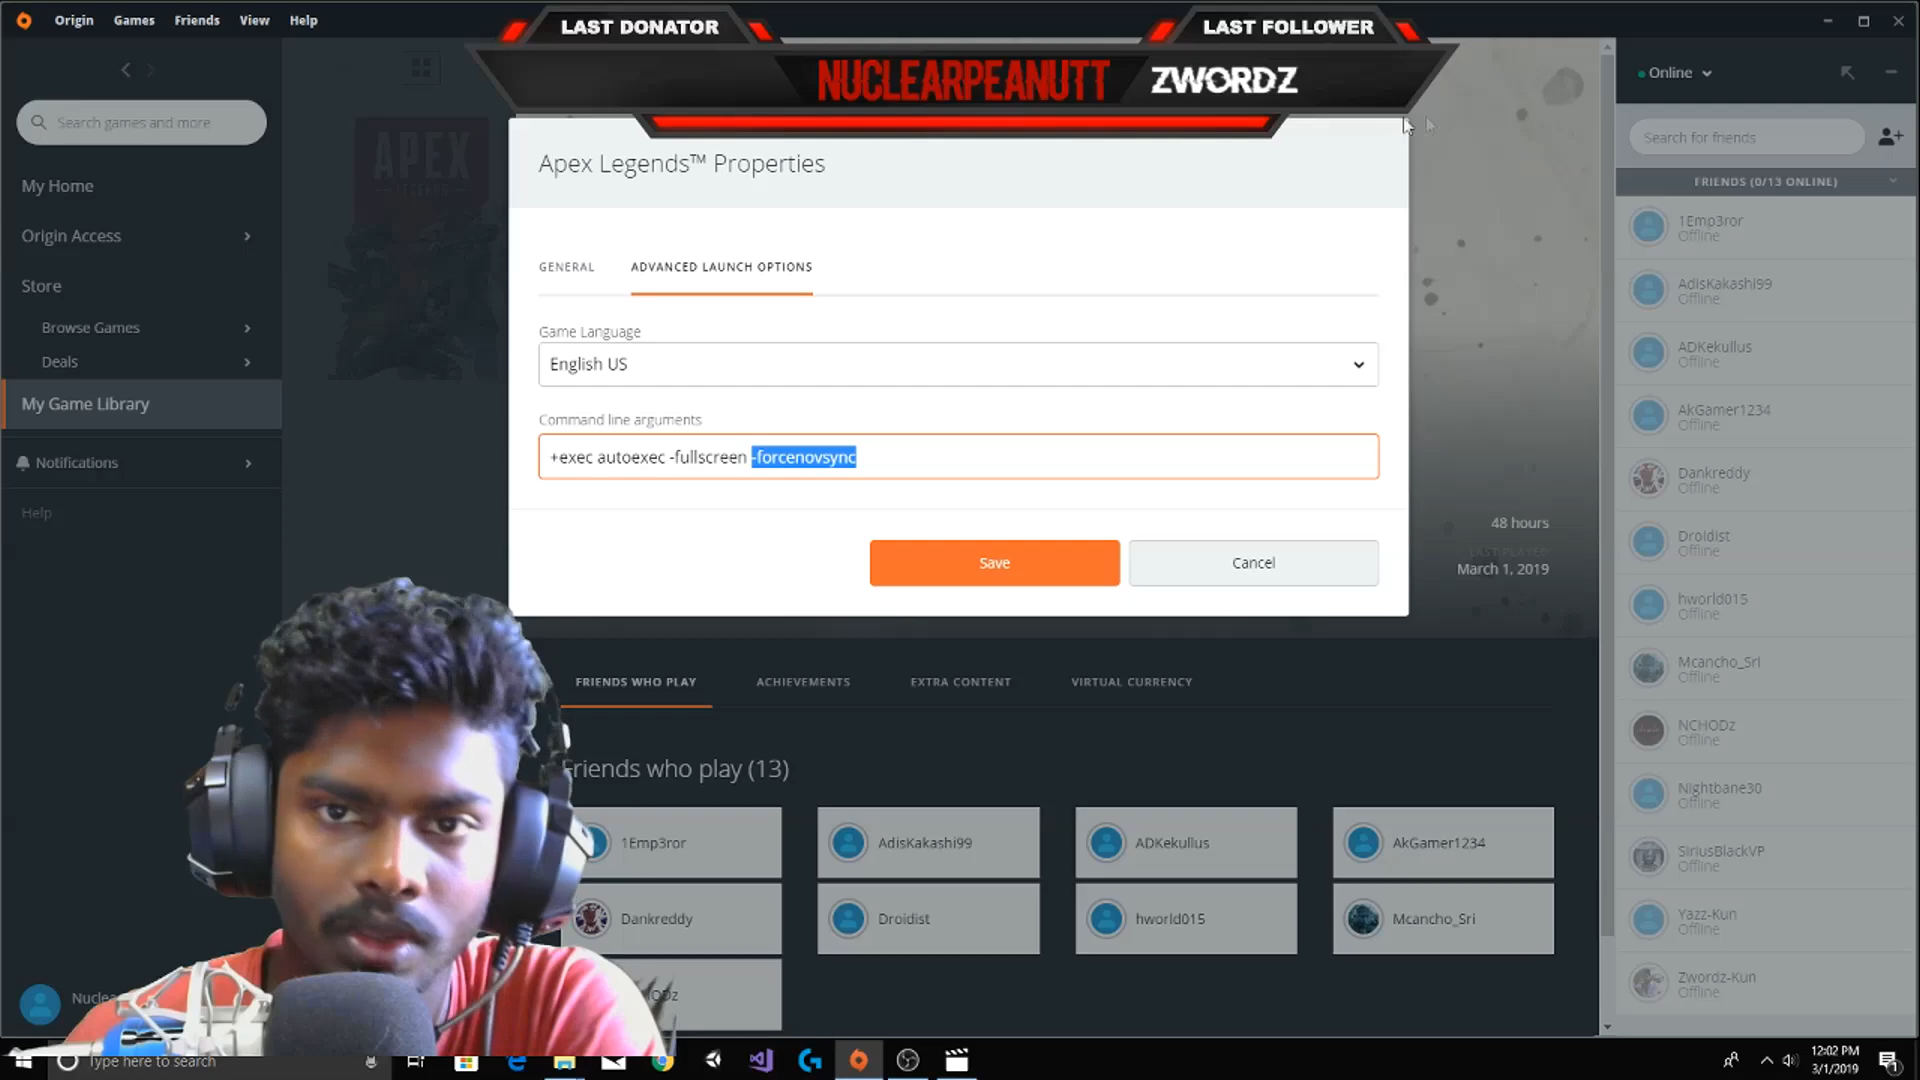 Origin Games Friends View Help
LAST DONATOR
LAST FOLLOWER
NUCLEARPEANUTT
ZWORDZ
Search games and more
My Home
Origin Access
Store
Browse Games
Deals
My Game Library
Notifications
Help
APEX
LEGENDS
Apex Legends™ Properties
GENERAL
ADVANCED LAUNCH OPTIONS
Game Language
English US
Command line arguments
+exec autoexec -fullscreen -forcenovsync
Save
Cancel
48 hours
LAST PLAYED
March 1, 2019
FRIENDS WHO PLAY
ACHIEVEMENTS
EXTRA CONTENT
VIRTUAL CURRENCY
Friends who play (13)
1Emp3ror
AdisKakashi99
ADKekullus
AkGamer1234
Dankreddy
Droidist
hworld015
Mcancho_Sri
Online
Search for friends
FRIENDS (0/13 ONLINE)
1Emp3ror
Offline
AdisKakashi99
Offline
ADKekullus
Offline
AkGamer1234
Offline
Dankreddy
Offline
Droidist
Offline
hworld015
Offline
Mcancho_Sri
Offline
NCHODz
Offline
Nightbane30
Offline
SiriusBlackVP
Offline
Yazz-Kun
Offline
Zwordz-Kun
Offline
Type here to search
12:02 PM
3/1/2019
1